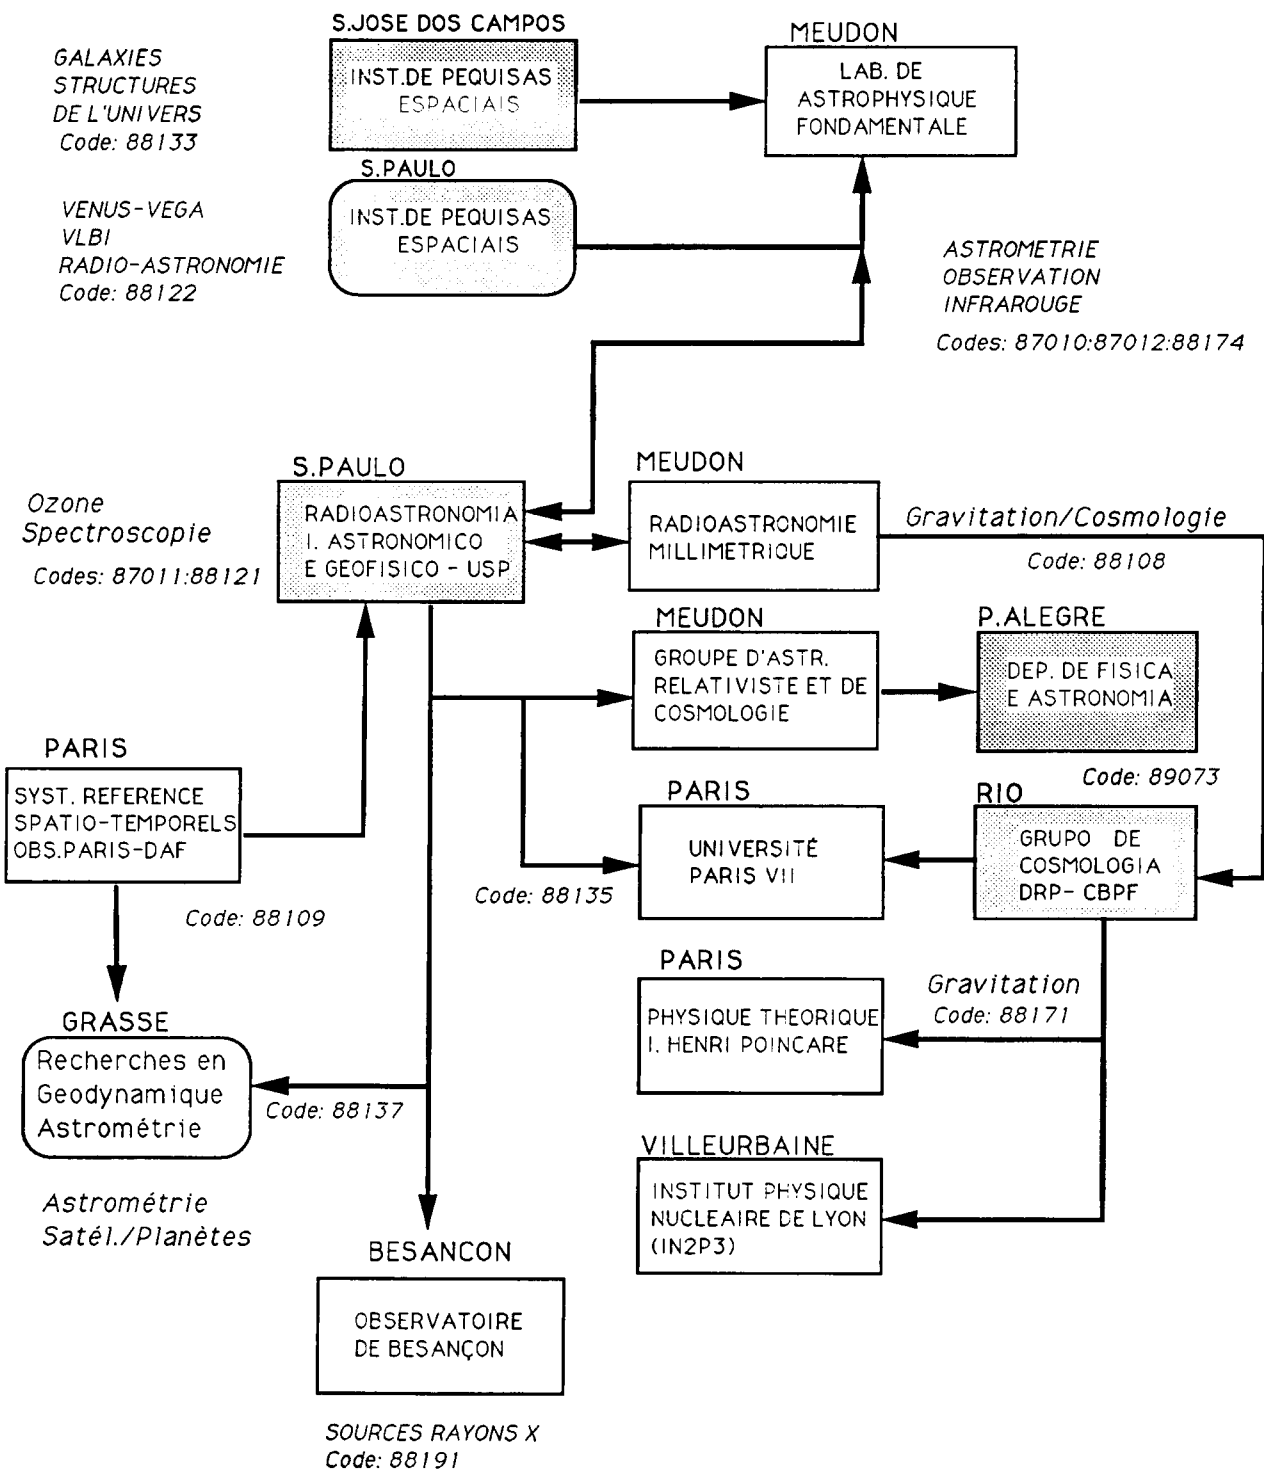 S.JOSE DOS CAMPOS
INST.DE PEQUISAS
ESPACIAIS
MEUDON
LAB. DE
ASTROPHYSIQUE
FONDAMENTALE
GALAXIES
STRUCTURES
DE L'UNIVERS
Code: 88133
S.PAULO
INST.DE PEQUISAS
ESPACIAIS
VENUS-VEGA
VLBI
RADIO-ASTRONOMIE
Code: 88122
ASTROMETRIE
OBSERVATION
INFRAROUGE
Codes: 87010:87012:88174
S.PAULO
RADIOASTRONOMIA
I. ASTRONOMICO
E GEOFISICO - USP
MEUDON
RADIOASTRONOMIE
MILLIMETRIQUE
Ozone
Spectroscopie
Codes: 87011:88121
Gravitation/Cosmologie
Code: 88108
MEUDON
GROUPE D'ASTR.
RELATIVISTE ET DE
COSMOLOGIE
P.ALEGRE
DEP. DE FISICA
E ASTRONOMIA
Code: 89073
PARIS
SYST. REFERENCE
SPATIO-TEMPORELS
OBS.PARIS-DAF
Code: 88109
PARIS
UNIVERSITÉ
PARIS VII
Code: 88135
RIO
GRUPO DE
COSMOLOGIA
DRP- CBPF
PARIS
PHYSIQUE THEORIQUE
I. HENRI POINCARE
Gravitation
Code: 88171
GRASSE
Recherches en
Geodynamique
Astrométrie
Code: 88137
Astrométrie
Satél./Planètes
VILLEURBAINE
INSTITUT PHYSIQUE
NUCLEAIRE DE LYON
(IN2P3)
BESANCON
OBSERVATOIRE
DE BESANÇON
SOURCES RAYONS X
Code: 88191